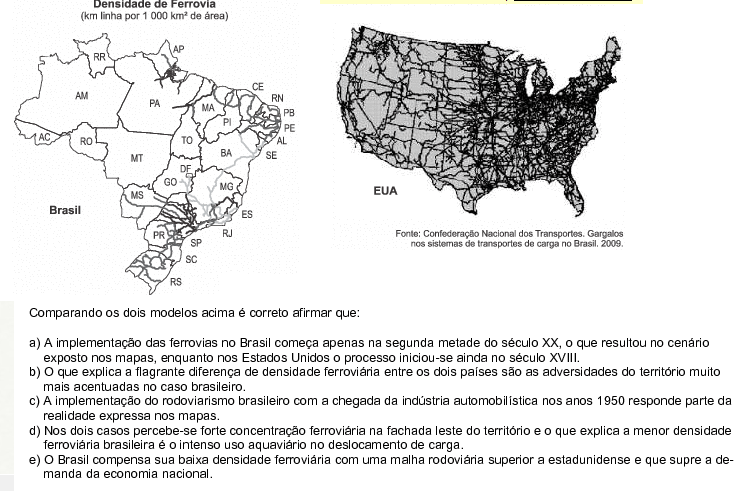 Densidade de Ferrovia
(km linha por 1 000 km² de área)
AP
RR
AM
PA
MA
CE
RN
PB
PE
AL
SE
PI
AC
RO
TO
BA
MT
DF
GO
MG
MS
ES
RJ
SP
PR
SC
RS
Brasil
EUA
Fonte: Confederação Nacional dos Transportes. Gargalos
nos sistemas de transportes de carga no Brasil. 2009.
Comparando os dois modelos acima é correto afirmar que:
a) A implementação das ferrovias no Brasil começa apenas na segunda metade do século XX, o que resultou no cenário
exposto nos mapas, enquanto nos Estados Unidos o processo iniciou-se ainda no século XVIII.
b) O que explica a flagrante diferença de densidade ferroviária entre os dois países são as adversidades do território muito
mais acentuadas no caso brasileiro.
c) A implementação do rodoviarismo brasileiro com a chegada da indústria automobilística nos anos 1950 responde parte da
realidade expressa nos mapas.
d) Nos dois casos percebe-se forte concentração ferroviária na fachada leste do território e o que explica a menor densidade
ferroviária brasileira é o intenso uso aquaviário no deslocamento de carga.
e) O Brasil compensa sua baixa densidade ferroviária com uma malha rodoviária superior a estadunidense e que supre a de-
manda da economia nacional.